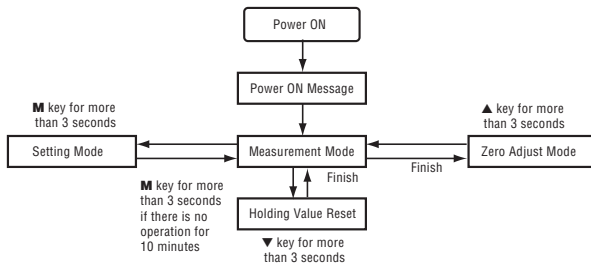 Power ON
Power ON Message
M key for more
than 3 seconds
▲ key for more
than 3 seconds
Setting Mode
Measurement Mode
Zero Adjust Mode
Finish
Finish
M key for more
than 3 seconds
if there is no
operation for
10 minutes
Holding Value Reset
▼ key for more
than 3 seconds